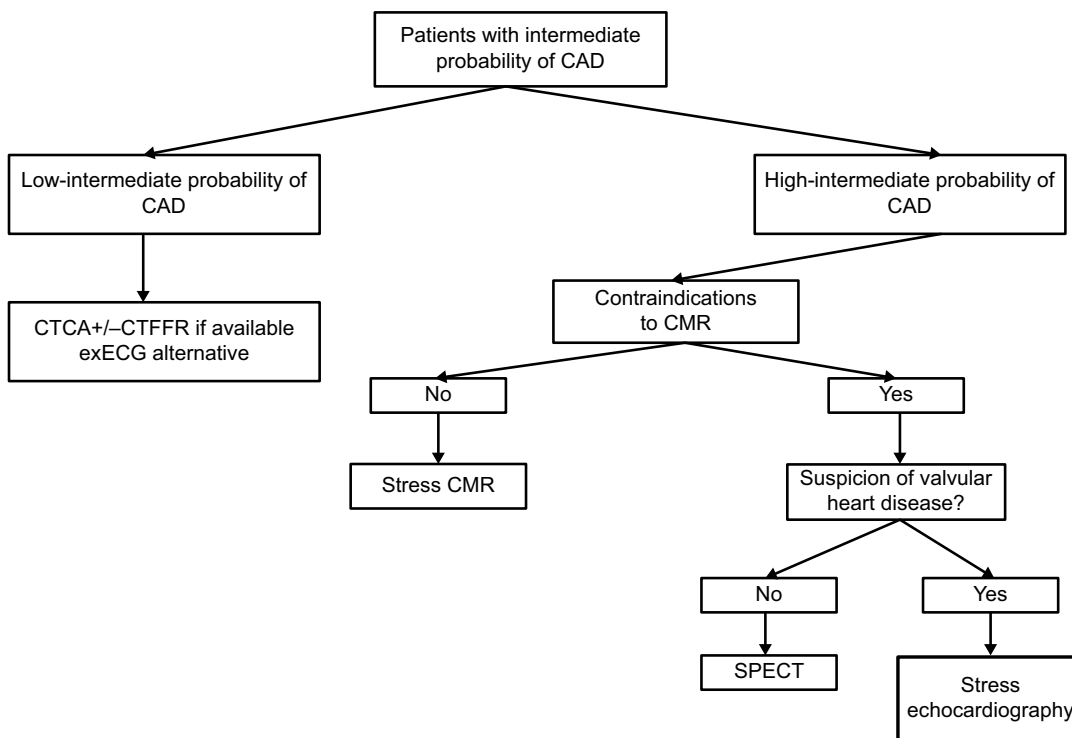 Patients with intermediate
probability of CAD
Low-intermediate probability of
CAD
High-intermediate probability of
CAD
CTCA+/–CTFFR if available
exECG alternative
Contraindications
to CMR
No
Yes
Stress CMR
Suspicion of valvular
heart disease?
No
Yes
SPECT
Stress
echocardiography